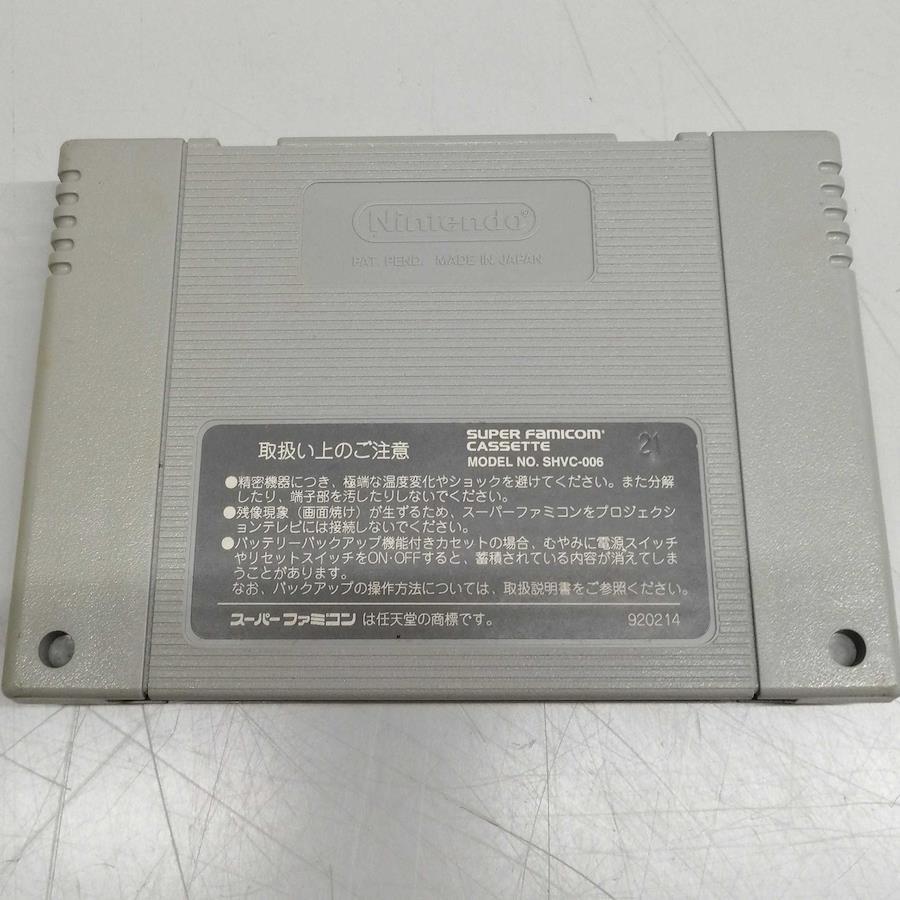 Nintendo®
PAT. PEND. MADE IN JAPAN
取扱い上のご注意
SUPER FAMICOM®
CASSETTE
MODEL NO. SHVC-006
21
●精密機器につき、極端な温度変化やショックを避けてください。また分解
したり、端子部を汚したりしないでください。
●残像現象（画面焼け）が生ずるため、スーパーファミコンをプロジェクシ
ョンテレビには接続しないでください。
●バッテリーバックアップ機能付きカセットの場合、むやみに電源スイッチ
やリセットスイッチをON・OFFすると、蓄積されている内容が消えてしま
うことがあります。
なお、バックアップの操作方法については、取扱説明書をご参照ください。
スーパーファミコン は任天堂の商標です。
920214